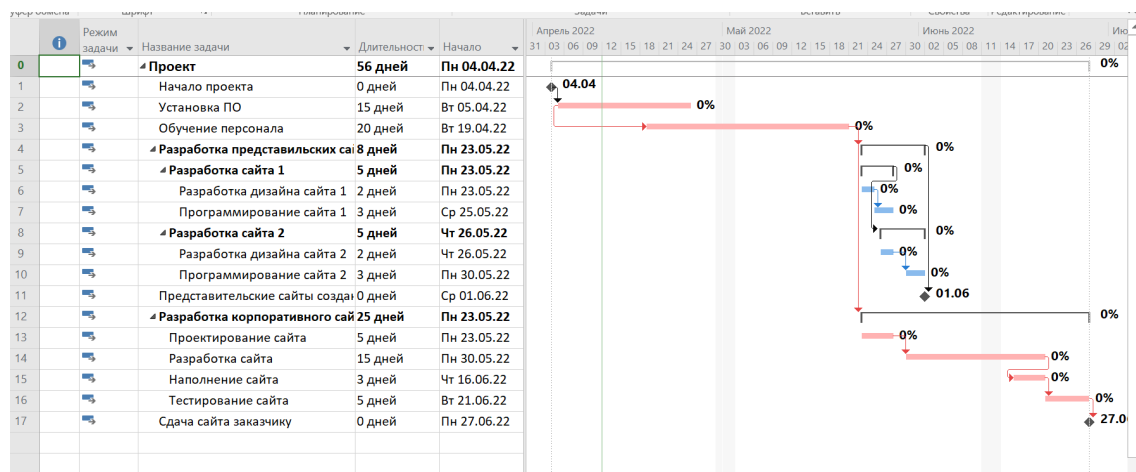 Планирование
Режим задачи Название задачи Длительност Начало
Апрель 2022 Май 2022 Июнь 2022 Ию
31 03 06 09 12 15 18 21 24 27 30 03 06 09 12 15 18 21 24 27 30 02 05 08 11 14 17 20 23 26 29 02
0 Проект 56 дней Пн 04.04.22 0%
1 Начало проекта 0 дней Пн 04.04.22 04.04
2 Установка ПО 15 дней Вт 05.04.22 0%
3 Обучение персонала 20 дней Вт 19.04.22 0%
4 Разработка представильских сай 8 дней Пн 23.05.22 0%
5 Разработка сайта 1 5 дней Пн 23.05.22 0%
6 Разработка дизайна сайта 1 2 дней Пн 23.05.22 0%
7 Программирование сайта 1 3 дней Ср 25.05.22 0%
8 Разработка сайта 2 5 дней Чт 26.05.22 0%
9 Разработка дизайна сайта 2 2 дней Чт 26.05.22 0%
10 Программирование сайта 2 3 дней Пн 30.05.22 0%
11 Представительские сайты создан 0 дней Ср 01.06.22 01.06
12 Разработка корпоративного сай 25 дней Пн 23.05.22 0%
13 Проектирование сайта 5 дней Пн 23.05.22 0%
14 Разработка сайта 15 дней Пн 30.05.22 0%
15 Наполнение сайта 3 дней Чт 16.06.22 0%
16 Тестирование сайта 5 дней Вт 21.06.22 0%
17 Сдача сайта заказчику 0 дней Пн 27.06.22 27.0